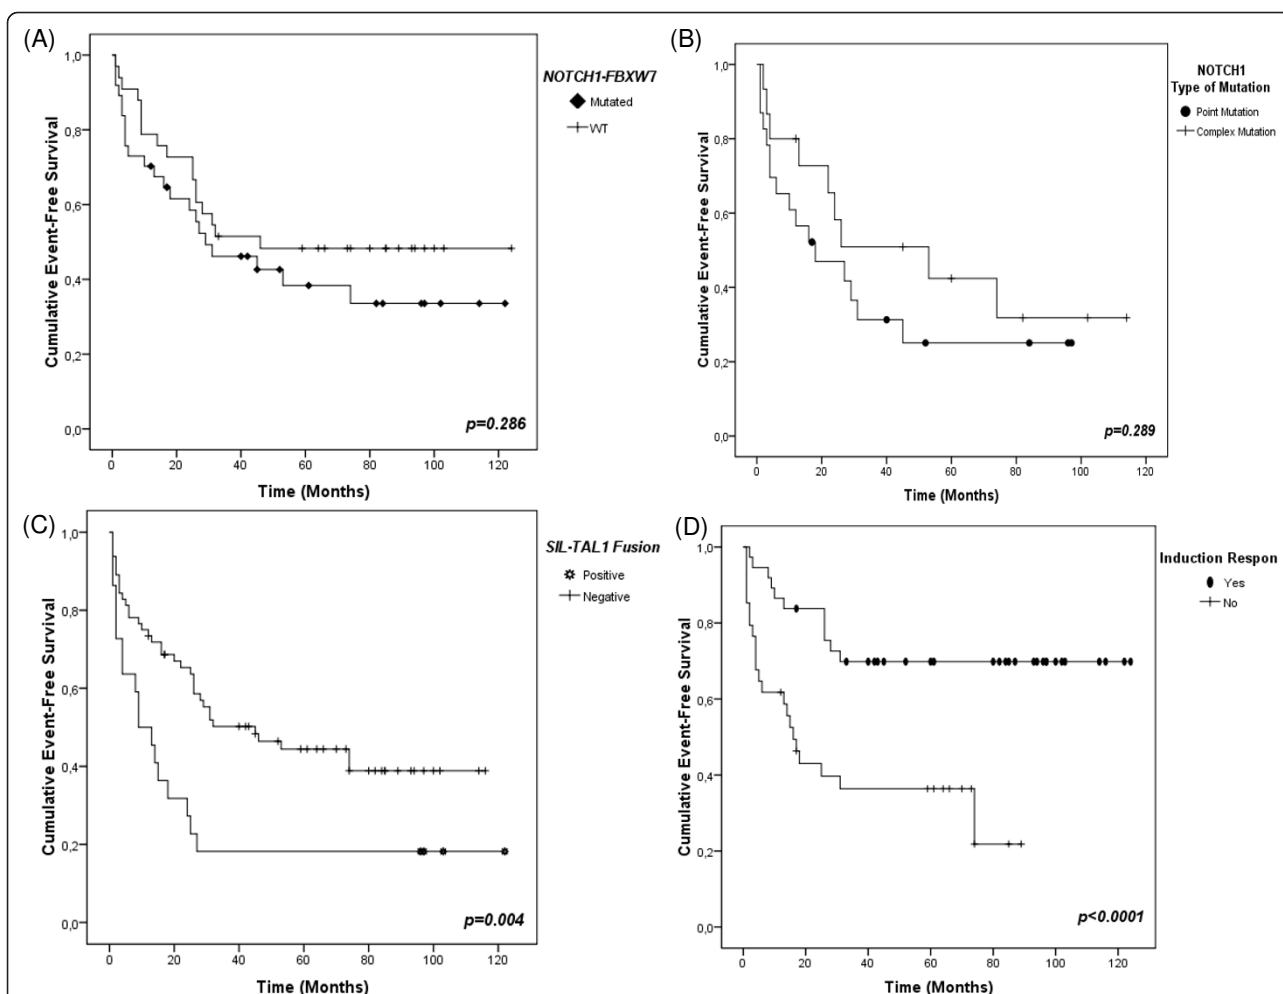 (A)
NOTCH1-FBXW7
Mutated
WT
Cumulative Event-Free Survival
1,0
0,8
0,6
0,4
0,2
0,0
p=0.286
0 20 40 60 80 100 120
Time (Months)
(B)
NOTCH1
Type of Mutation
Point Mutation
Complex Mutation
Cumulative Event-Free Survival
1,0
0,8
0,6
0,4
0,2
0,0
p=0.289
0 20 40 60 80 100 120
Time (Months)
(C)
SIL-TAL1 Fusion
Positive
Negative
Cumulative Event-Free Survival
1,0
0,8
0,6
0,4
0,2
0,0
p=0.004
0 20 40 60 80 100 120
Time (Months)
(D)
Induction Respon
Yes
No
Cumulative Event-Free Survival
1,0
0,8
0,6
0,4
0,2
0,0
p<0.0001
0 20 40 60 80 100 120
Time (Months)